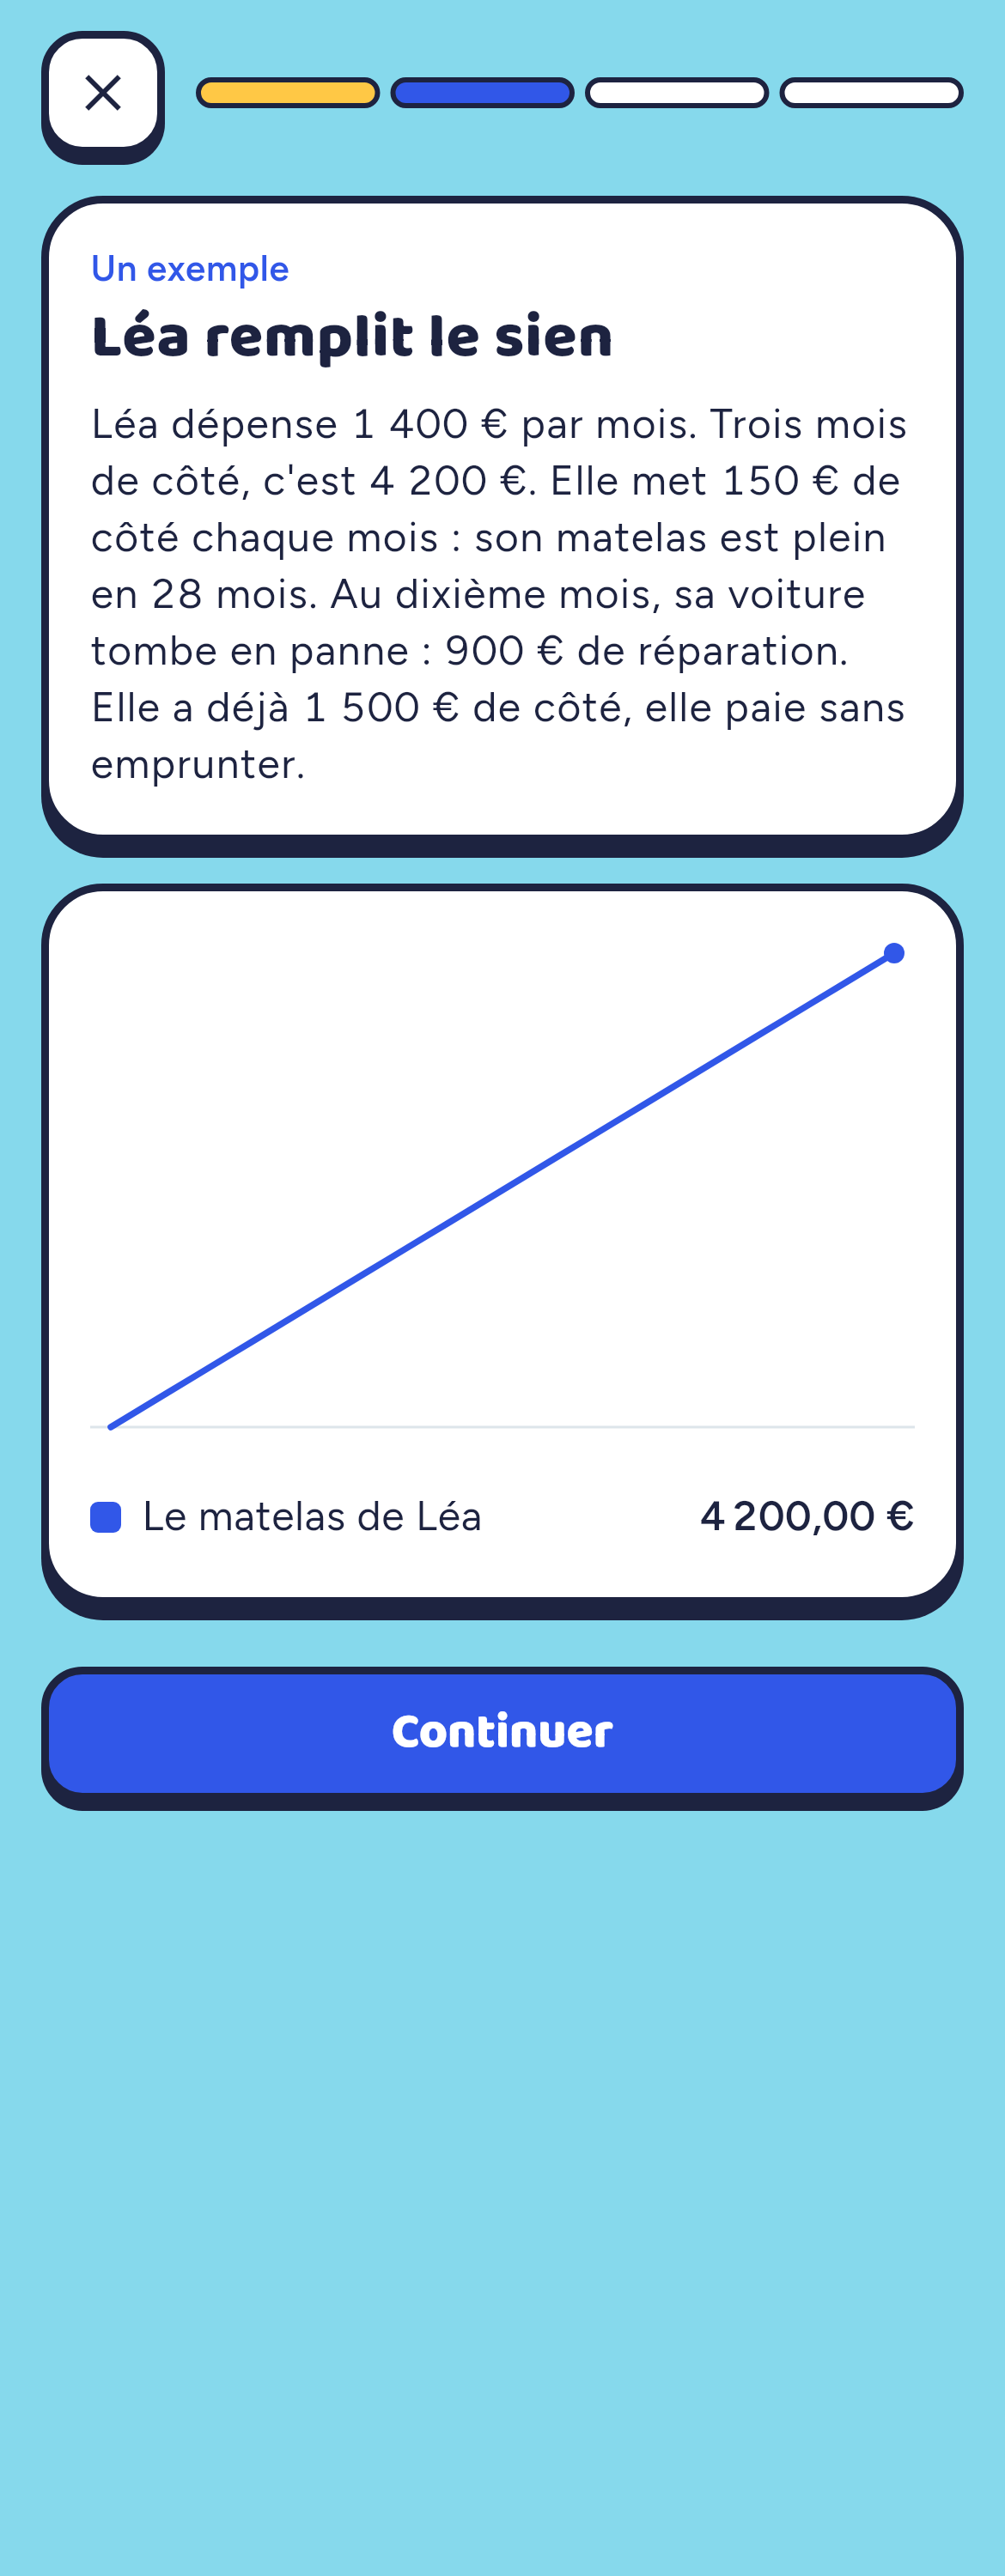 Un exemple
Léa remplit le sien
Léa dépense 1 400 € par mois. Trois mois
de côté, c'est 4 200 €. Elle met 150 € de
côté chaque mois : son matelas est plein
en 28 mois. Au dixième mois, sa voiture
tombe en panne : 900 € de réparation.
Elle a déjà 1 500 € de côté, elle paie sans
emprunter.
Le matelas de Léa 4 200,00 €
Continuer